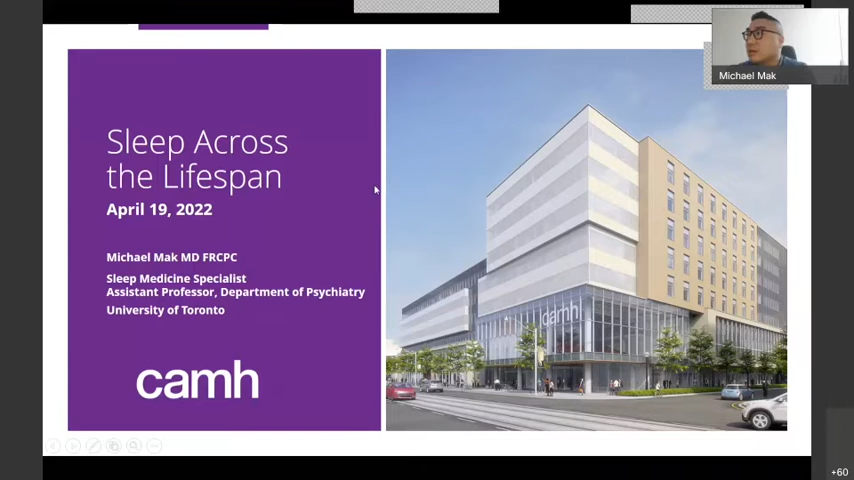 Sleep Across
the Lifespan
April 19, 2022
Michael Mak MD FRCPC
Sleep Medicine Specialist
Assistant Professor, Department of Psychiatry
University of Toronto
camh
camh
Michael Mak
+60